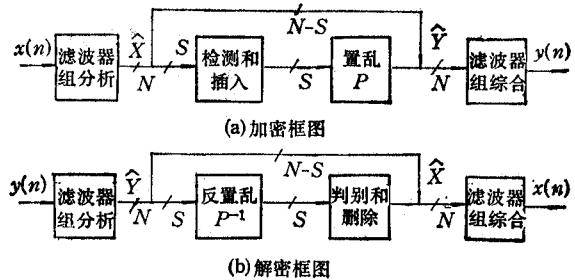 N-S
x(n) 滤波器组分析 X̂ N S 检测和插入 S 置乱 P Ŷ N 滤波器组综合 y(n)
(a)加密框图
N-S
y(n) 滤波器组分析 Ŷ N S 反置乱 P⁻¹ S 判别和删除 X̂ N 滤波器组综合 x(n)
(b)解密框图